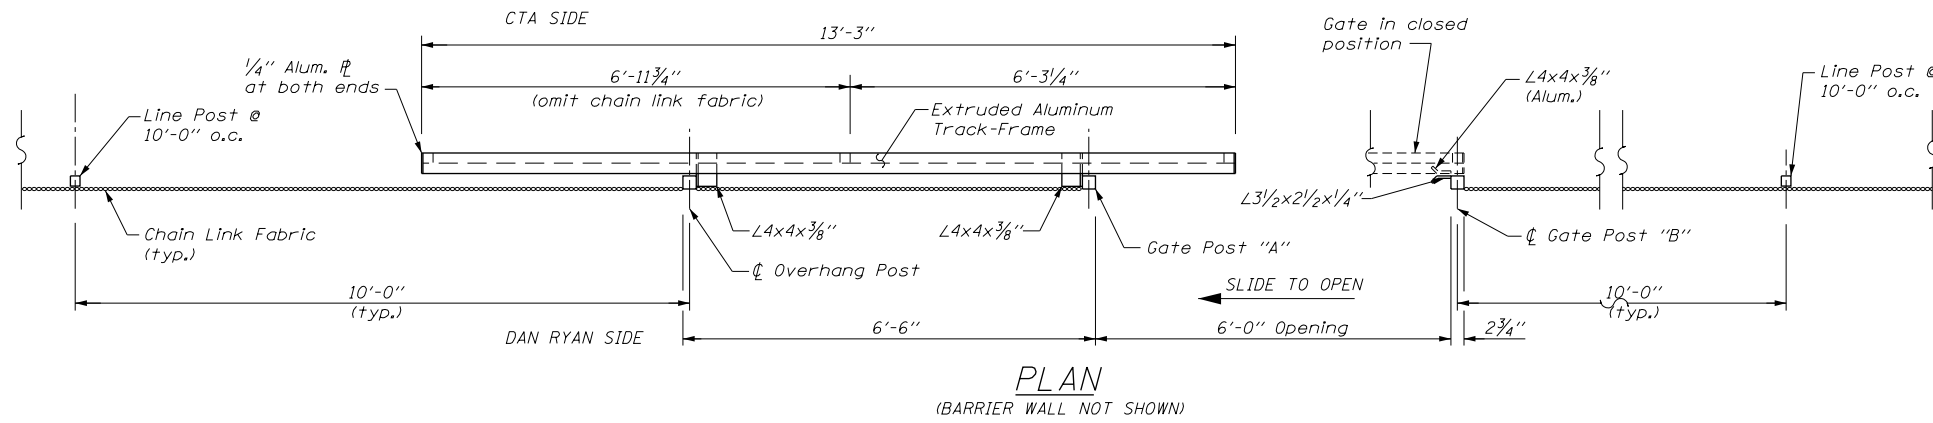 CTA SIDE
13'-3"
Gate in closed
position
1/4" Alum. ℙL
at both ends
6'-11 3/4"
(omit chain link fabric)
6'-3 1/4"
∠4x4x3/8"
(Alum.)
Line Post @
10'-0" o.c.
Line Post @
10'-0" o.c.
Extruded Aluminum
Track-Frame
∠3 1/2x2 1/2x1/4"
Chain Link Fabric
(typ.)
∠4x4x3/8"
∠4x4x3/8"
Gate Post "A"
℄ Gate Post "B"
℄ Overhang Post
SLIDE TO OPEN
10'-0"
(typ.)
10'-0"
(typ.)
DAN RYAN SIDE
6'-6"
6'-0" Opening
2 3/4"
PLAN
(BARRIER WALL NOT SHOWN)